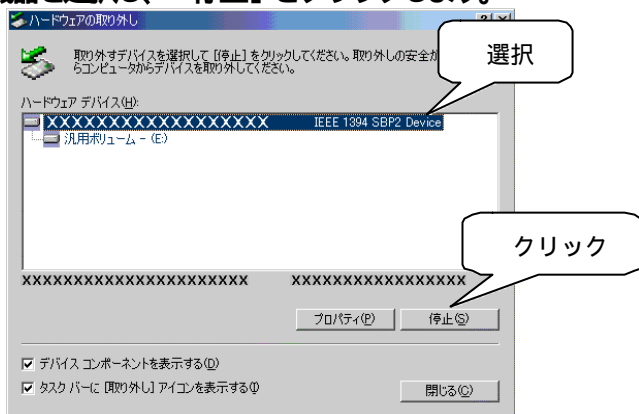 器を選択し、「停止」をクリックします。
ハードウェアの取り外し
取り外すデバイスを選択して [停止] をクリックしてください。取り外しの安全が
らコンピュータからデバイスを取り外してください。
選択
ハードウェア デバイス(H):
XXXXXXXXXXXXXXXXXX IEEE 1394 SBP2 Device
汎用ボリューム - (E:)
クリック
XXXXXXXXXXXXXXXXXXXXXX XXXXXXXXXXXXXXXXX
プロパティ(P) 停止(S)
デバイス コンポーネントを表示する(D)
タスク バーに [取り外し] アイコンを表示する(I)
閉じる(C)